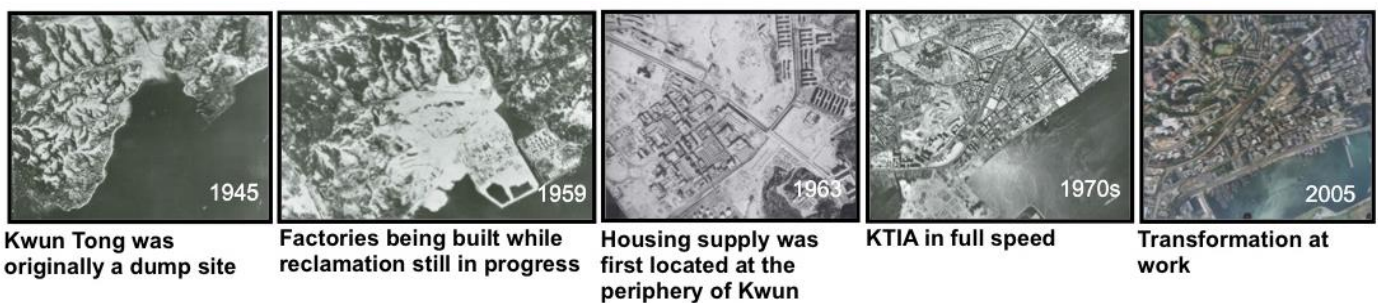 1945
1959
1963
1970s
2005
Kwun Tong was
originally a dump site
Factories being built while
reclamation still in progress
Housing supply was
first located at the
periphery of Kwun
KTIA in full speed
Transformation at
work